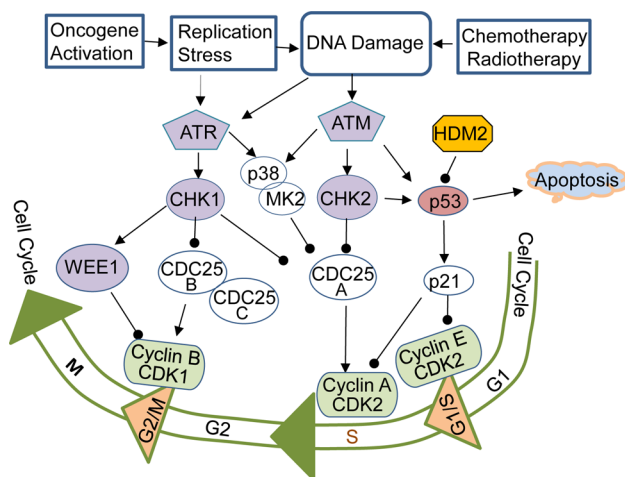 Oncogene
Activation
Replication
Stress
DNA Damage
Chemotherapy
Radiotherapy
ATR
ATM
HDM2
p38
MK2
CHK1
CHK2
p53
Apoptosis
Cell Cycle
WEE1
CDC25
B
CDC25
C
CDC25
A
p21
Cell Cycle
Cyclin B
CDK1
Cyclin A
CDK2
Cyclin E
CDK2
M
G2/M
G2
S
G1/S
G1